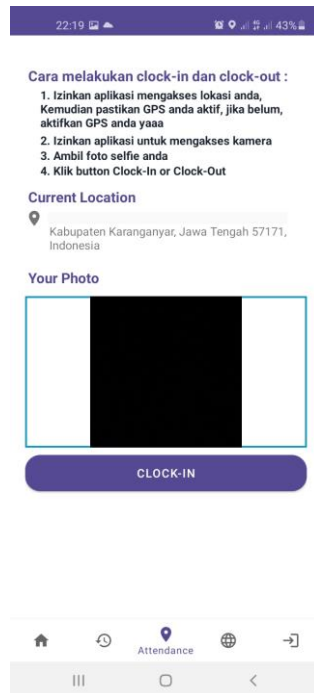 22:19 43%
Cara melakukan clock-in dan clock-out :
1. Izinkan aplikasi mengakses lokasi anda,
Kemudian pastikan GPS anda aktif, jika belum,
aktifkan GPS anda yaaa
2. Izinkan aplikasi untuk mengakses kamera
3. Ambil foto selfie anda
4. Klik button Clock-In or Clock-Out
Current Location
Kabupaten Karanganyar, Jawa Tengah 57171,
Indonesia
Your Photo
CLOCK-IN
Attendance